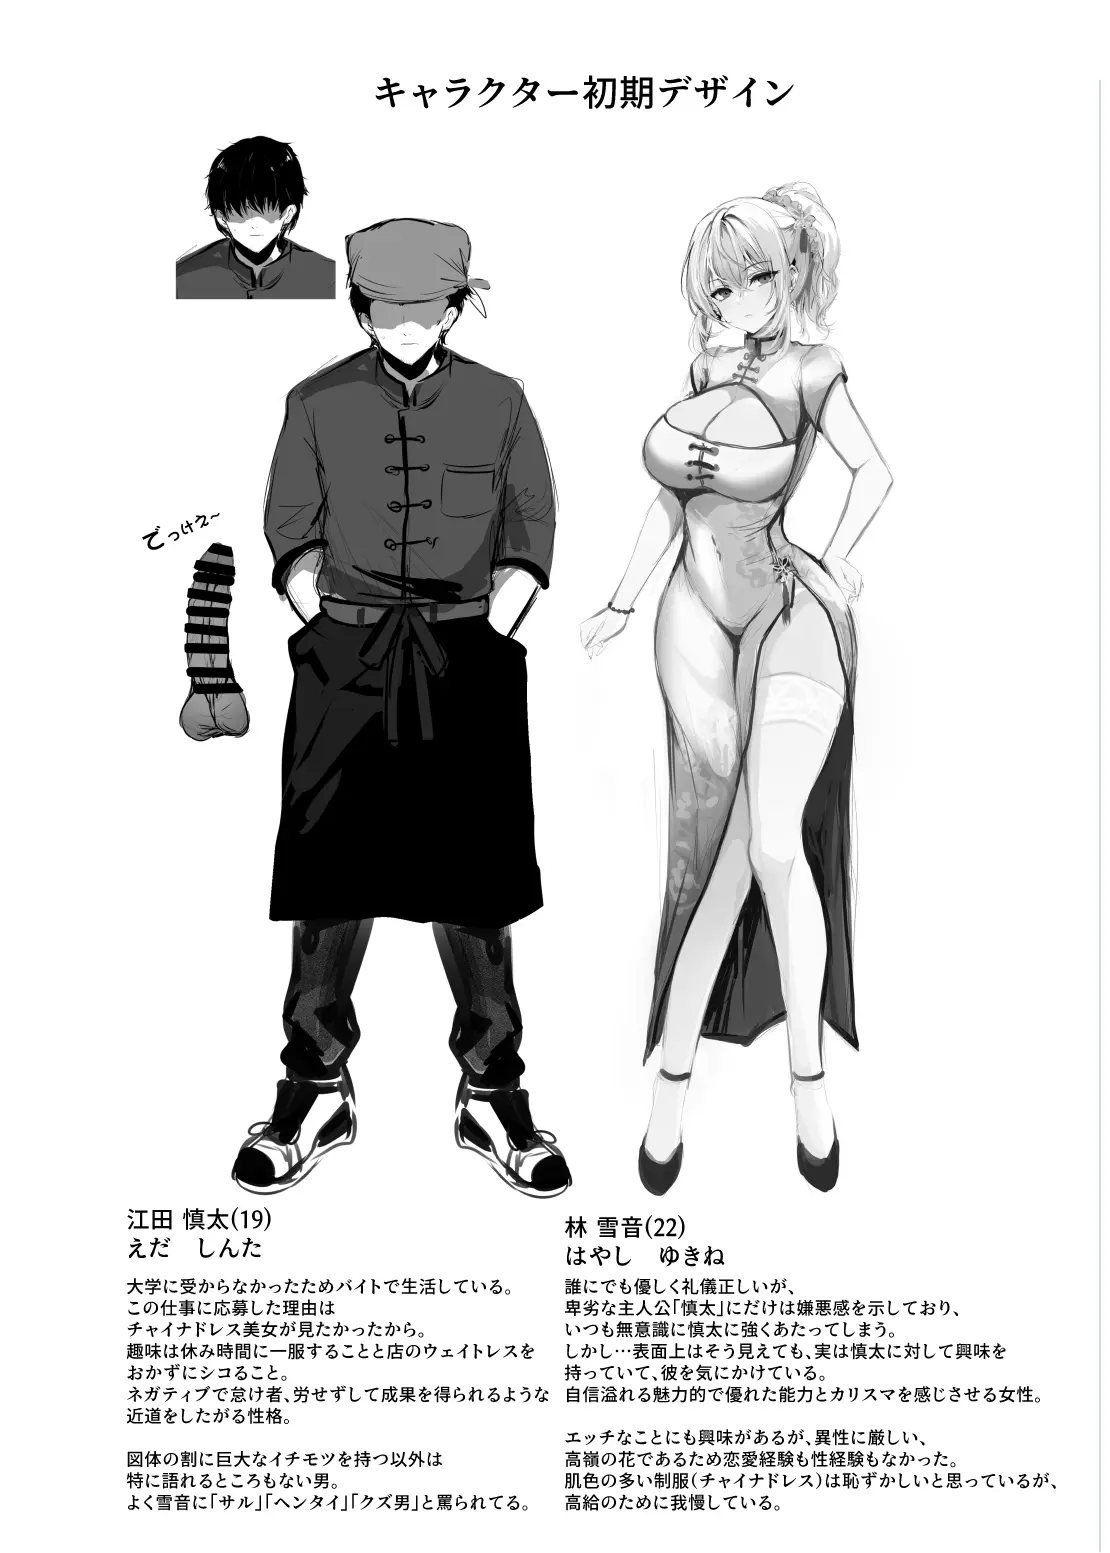 キャラクター初期デザイン
でっけえ~
江田 慎太(19)
えだ しんた
大学に受からなかったためバイトで生活している。
この仕事に応募した理由は
チャイナドレス美女が見たかったから。
趣味は休み時間に一服することと店のウェイトレスを
おかずにシコること。
ネガティブで怠け者、労せずして成果を得られるような
近道をしたがる性格。
図体の割に巨大なイチモツを持つ以外は
特に語れるところもない男。
よく雪音に「サル」「ヘンタイ」「クズ男」と罵られてる。
林 雪音(22)
はやし ゆきね
誰にでも優しく礼儀正しいが、
卑劣な主人公「慎太」にだけは嫌悪感を示しており、
いつも無意識に慎太に強くあたってしまう。
しかし…表面上はそう見えても、実は慎太に対して興味を
持っていて、彼を気にかけている。
自信溢れる魅力的で優れた能力とカリスマを感じさせる女性。
エッチなことにも興味があるが、異性に厳しい、
高嶺の花であるため恋愛経験も性経験もなかった。
肌色の多い制服(チャイナドレス)は恥ずかしいと思っているが、
高給のために我慢している。